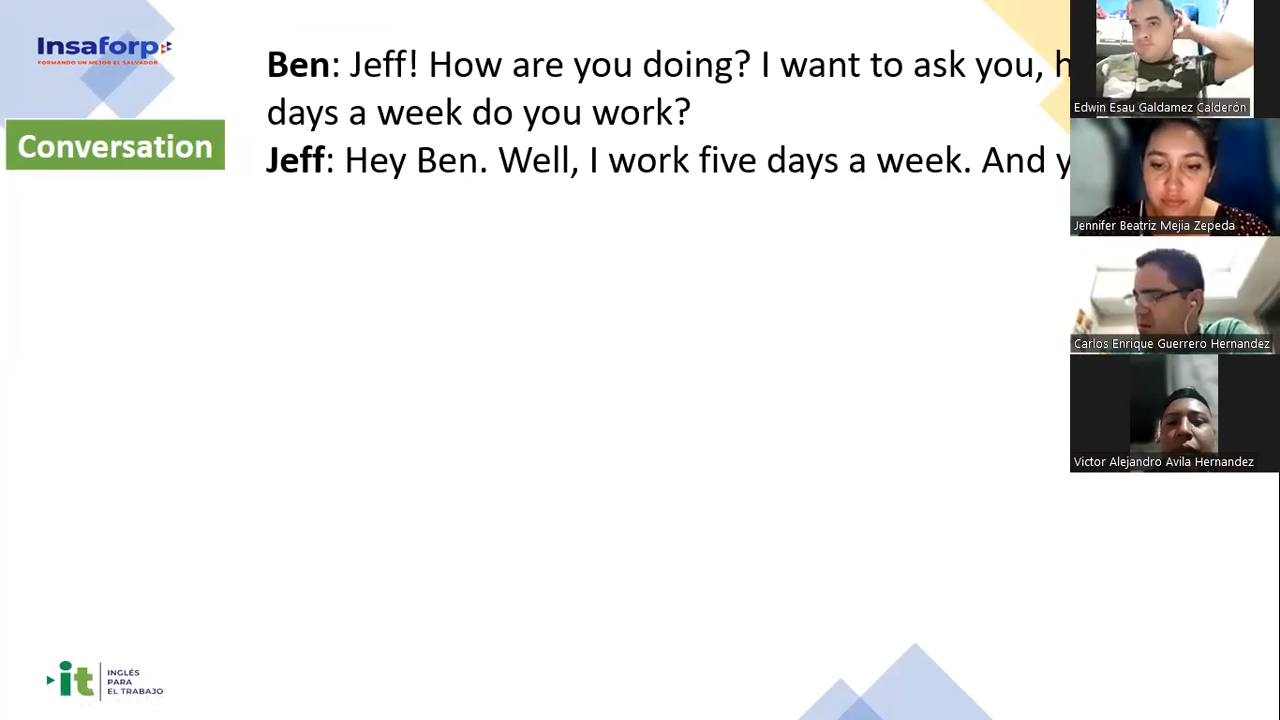 Insaforp
FORMANDO UN MEJOR EL SALVADOR
Conversation
Ben: Jeff! How are you doing? I want to ask you, h
days a week do you work?
Jeff: Hey Ben. Well, I work five days a week. And y
Edwin Esau Galdamez Calderón
Jennifer Beatriz Mejia Zepeda
Carlos Enrique Guerrero Hernandez
Victor Alejandro Avila Hernandez
it
INGLÉS
PARA
EL TRABAJO